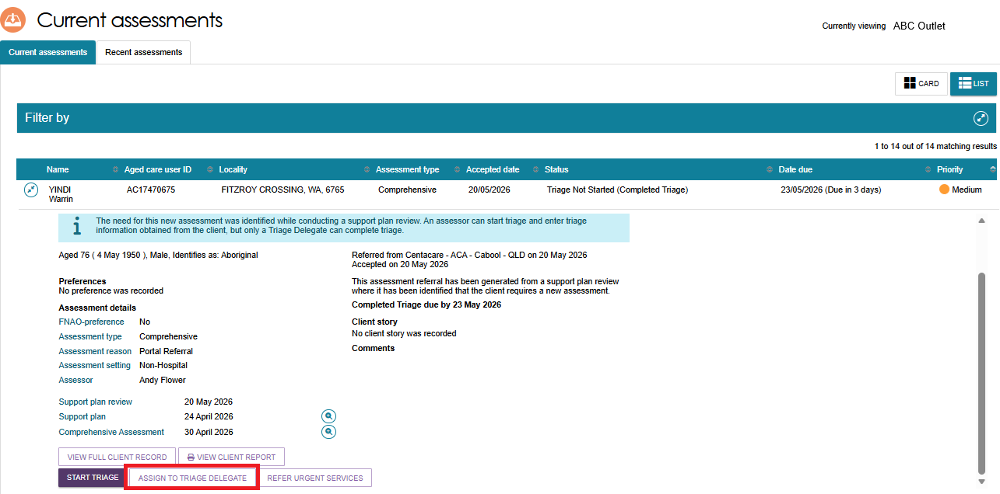 Current assessments
Currently viewing ABC Outlet
Current assessments
Recent assessments
CARD
LIST
Filter by
1 to 14 out of 14 matching results
Name Aged care user ID Locality Assessment type Accepted date Status Date due Priority
YINDI Warrin AC17470675 FITZROY CROSSING, WA, 6765 Comprehensive 20/05/2026 Triage Not Started (Completed Triage) 23/05/2026 (Due in 3 days) Medium
The need for this new assessment was identified while conducting a support plan review. An assessor can start triage and enter triage
information obtained from the client, but only a Triage Delegate can complete triage.
Aged 76 ( 4 May 1950 ), Male, Identifies as: Aboriginal
Preferences
No preference was recorded
Assessment details
FNAO-preference No
Assessment type Comprehensive
Assessment reason Portal Referral
Assessment setting Non-Hospital
Assessor Andy Flower
Support plan review 20 May 2026
Support plan 24 April 2026
Comprehensive Assessment 30 April 2026
Referred from Centacare - ACA - Cabool - QLD on 20 May 2026
Accepted on 20 May 2026
This assessment referral has been generated from a support plan review
where it has been identified that the client requires a new assessment.
Completed Triage due by 23 May 2026
Client story
No client story was recorded
Comments
VIEW FULL CLIENT RECORD
VIEW CLIENT REPORT
START TRIAGE
ASSIGN TO TRIAGE DELEGATE
REFER URGENT SERVICES